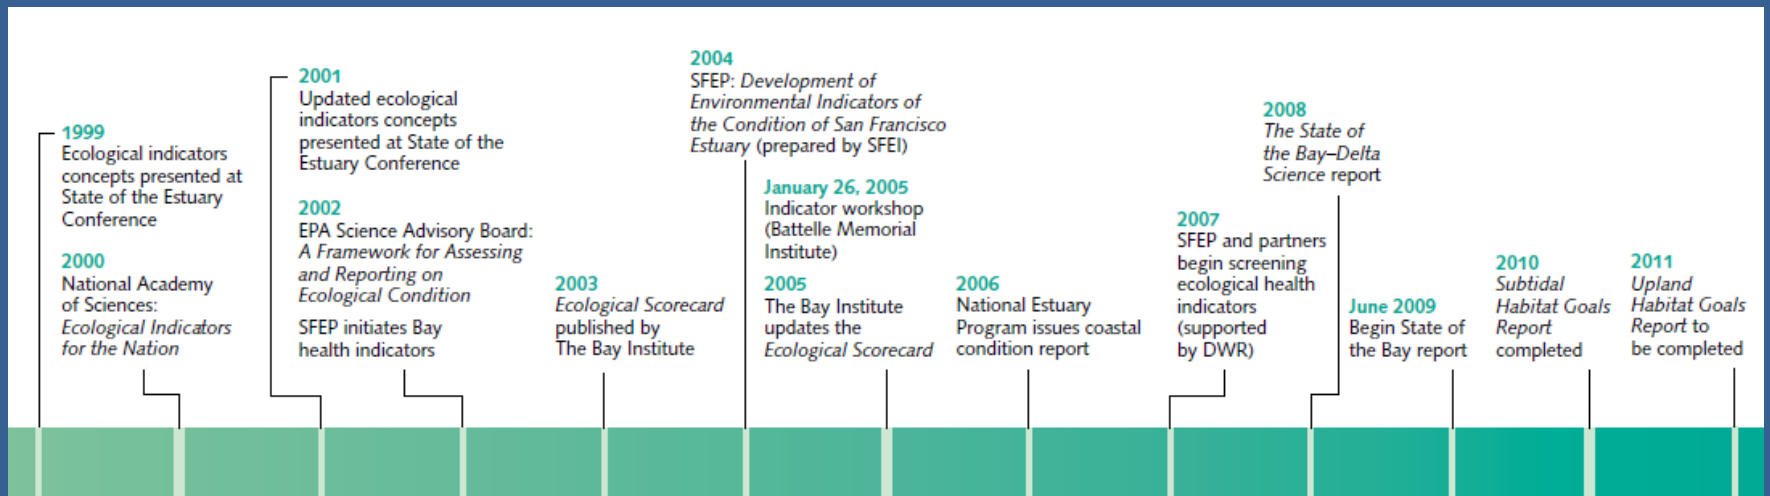 1999
Ecological indicators
concepts presented at
State of the Estuary
Conference
2000
National Academy
of Sciences:
Ecological Indicators
for the Nation
2001
Updated ecological
indicators concepts
presented at State of the
Estuary Conference
2002
EPA Science Advisory Board:
A Framework for Assessing
and Reporting on
Ecological Condition
SFEP initiates Bay
health indicators
2003
Ecological Scorecard
published by
The Bay Institute
2004
SFEP: Development of
Environmental Indicators of
the Condition of San Francisco
Estuary (prepared by SFEI)
January 26, 2005
Indicator workshop
(Battelle Memorial
Institute)
2005
The Bay Institute
updates the
Ecological Scorecard
2006
National Estuary
Program issues coastal
condition report
2007
SFEP and partners
begin screening
ecological health
indicators
(supported
by DWR)
2008
The State of
the Bay–Delta
Science report
June 2009
Begin State of
the Bay report
2010
Subtidal
Habitat Goals
Report
completed
2011
Upland
Habitat Goals
Report to
be completed